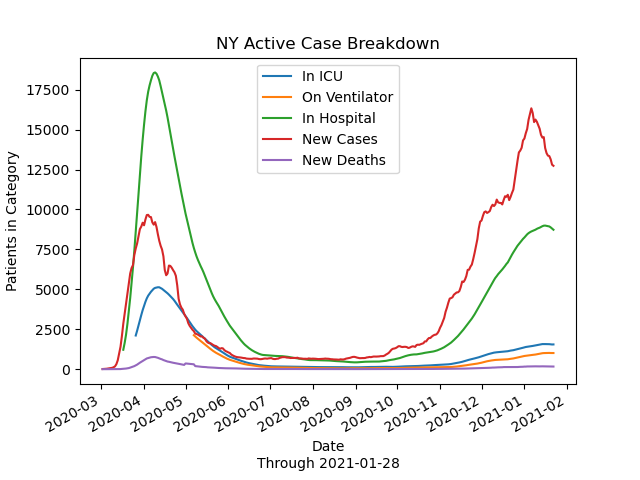 NY Active Case Breakdown
In ICU
On Ventilator
In Hospital
New Cases
New Deaths
Patients in Category
17500
15000
12500
10000
7500
5000
2500
0
2020-03
2020-04
2020-05
2020-06
2020-07
2020-08
2020-09
2020-10
2020-11
2020-12
2021-01
2021-02
Date
Through 2021-01-28